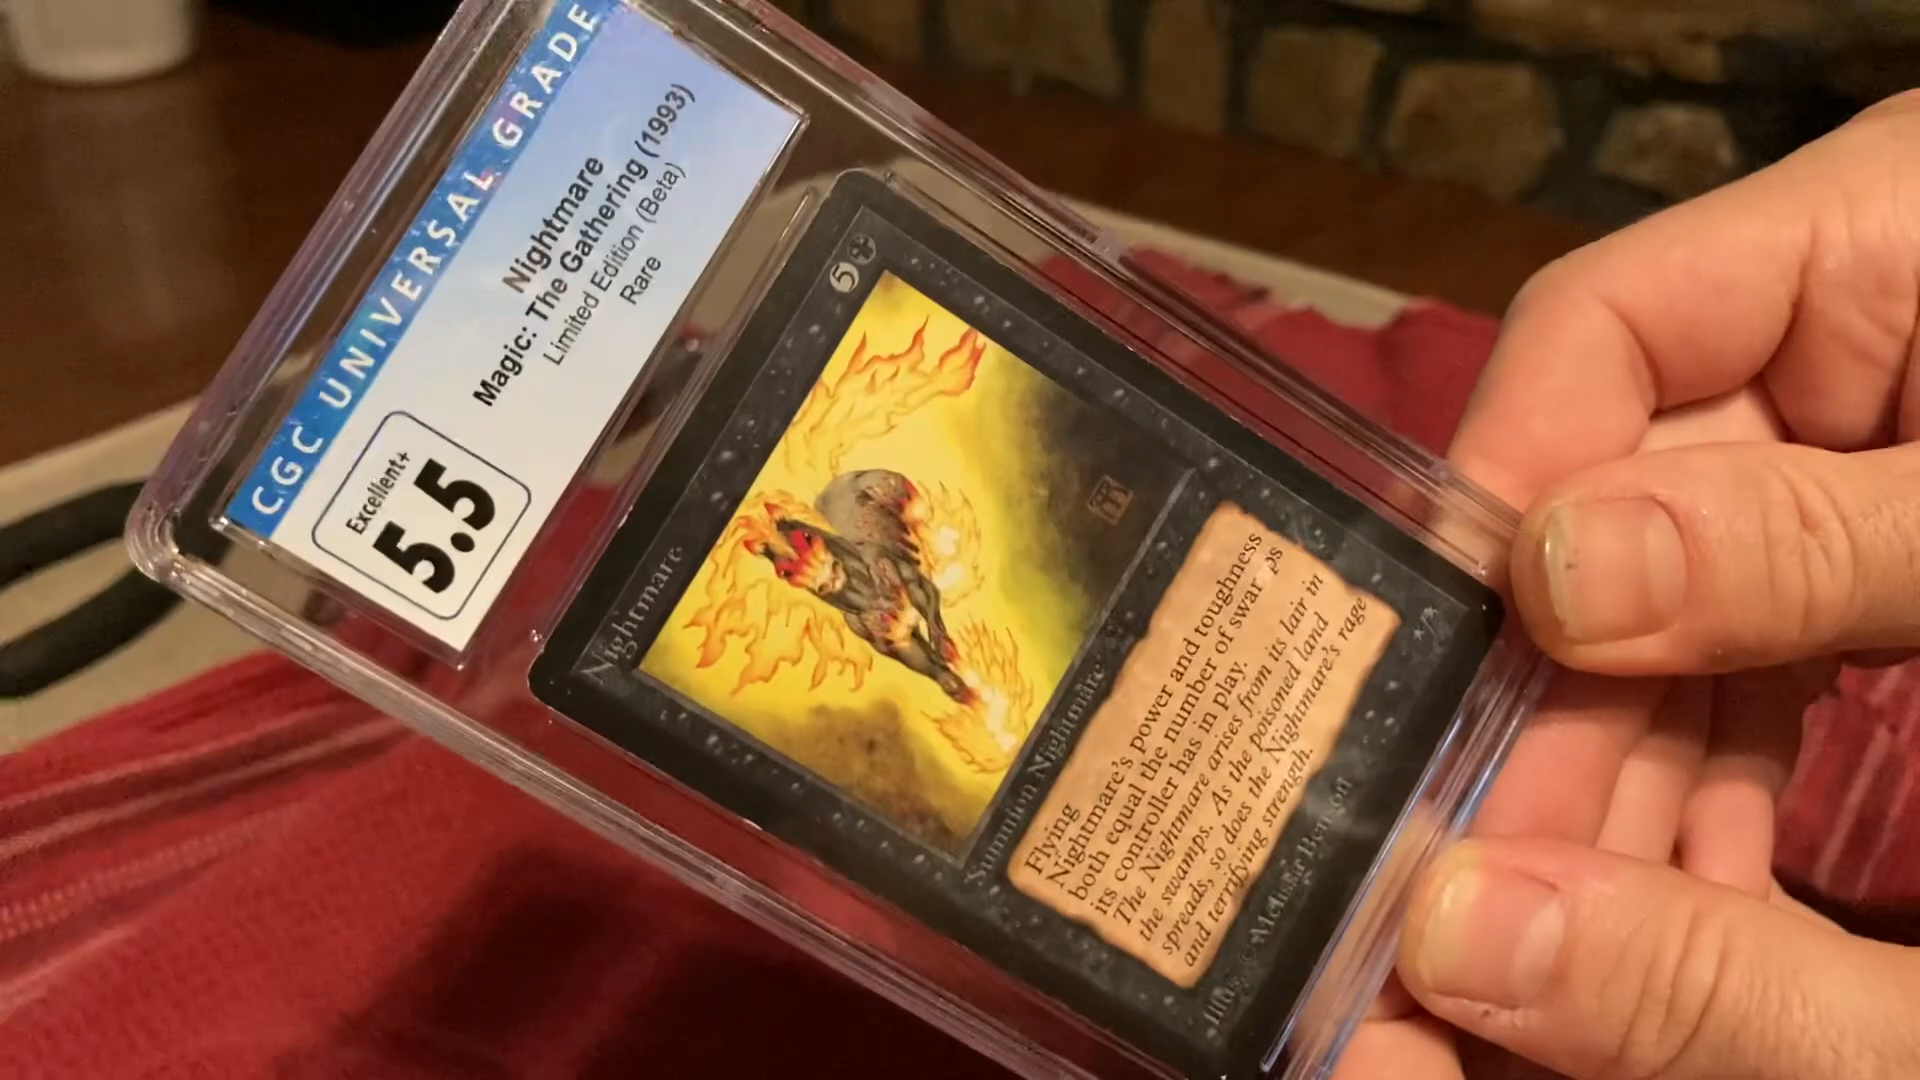 CGC UNIVERSAL GRADE
Nightmare
Magic: The Gathering (1993)
Limited Edition (Beta)
Rare
Excellent+
5.5
Nightmare
5
Summon Nightmare
Flying
Nightmare's power and toughness
both equal the number of swamps
its controller has in play.
The Nightmare arises from its lair in
the swamps. As the poisoned land
spreads, so does the Nightmare's rage
and terrifying strength.
Illus. © Melissa Benson
*/*